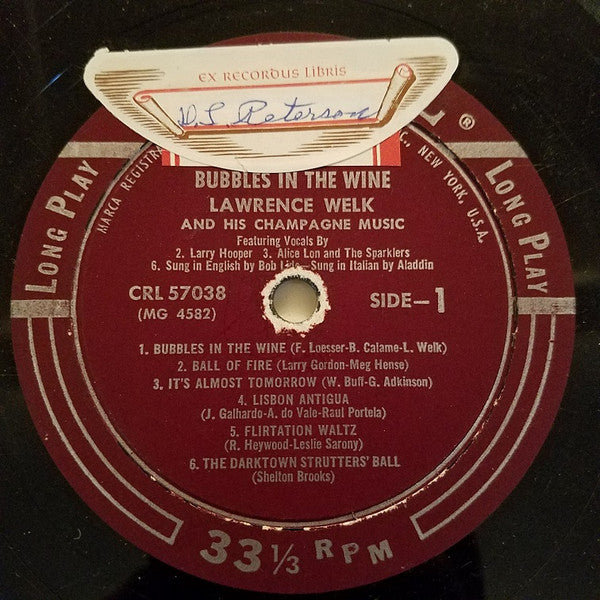 EX RECORDUS LIBRIS
D.L. Peterson
L ®
MARCA REGISTRA
C., NEW YORK, U.S.A.
LONG PLAY
LONG PLAY
BUBBLES IN THE WINE
LAWRENCE WELK
AND HIS CHAMPAGNE MUSIC
Featuring Vocals By
2. Larry Hooper 3. Alice Lon and The Sparklers
6. Sung in English by Bob Lido—Sung in Italian by Aladdin
CRL 57038 SIDE—1
(MG 4582)
1. BUBBLES IN THE WINE (F. Loesser-B. Calame-L. Welk)
2. BALL OF FIRE (Larry Gordon-Meg Hense)
3. IT'S ALMOST TOMORROW (W. Buff-G. Adkinson)
4. LISBON ANTIGUA
(J. Galhardo-A. do Vale-Raul Portela)
5. FLIRTATION WALTZ
(R. Heywood-Leslie Sarony)
6. THE DARKTOWN STRUTTERS' BALL
(Shelton Brooks)
33 1/3 RPM